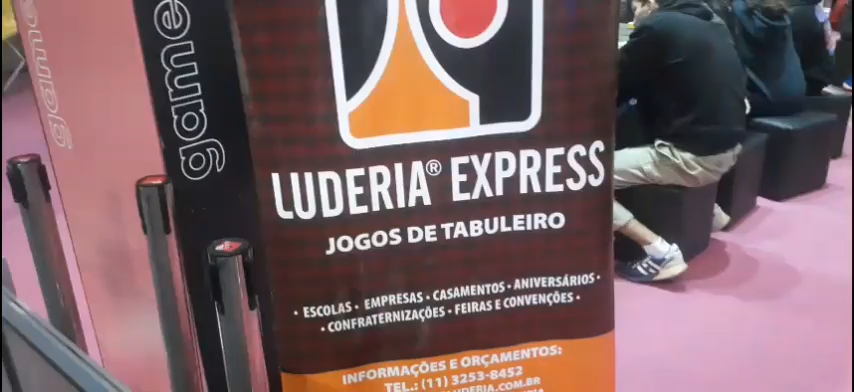 game
game
LUDERIA® EXPRESS
JOGOS DE TABULEIRO
• ESCOLAS • EMPRESAS • CASAMENTOS • ANIVERSÁRIOS •
• CONFRATERNIZAÇÕES • FEIRAS E CONVENÇÕES •
INFORMAÇÕES E ORÇAMENTOS:
TEL.: (11) 3253-8452